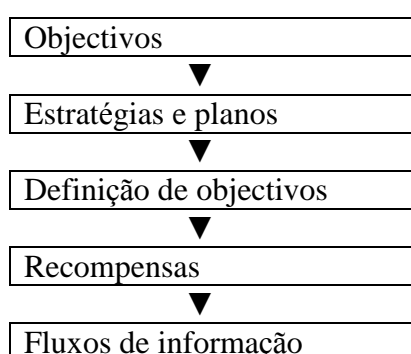 Objectivos
Estratégias e planos
Definição de objectivos
Recompensas
Fluxos de informação